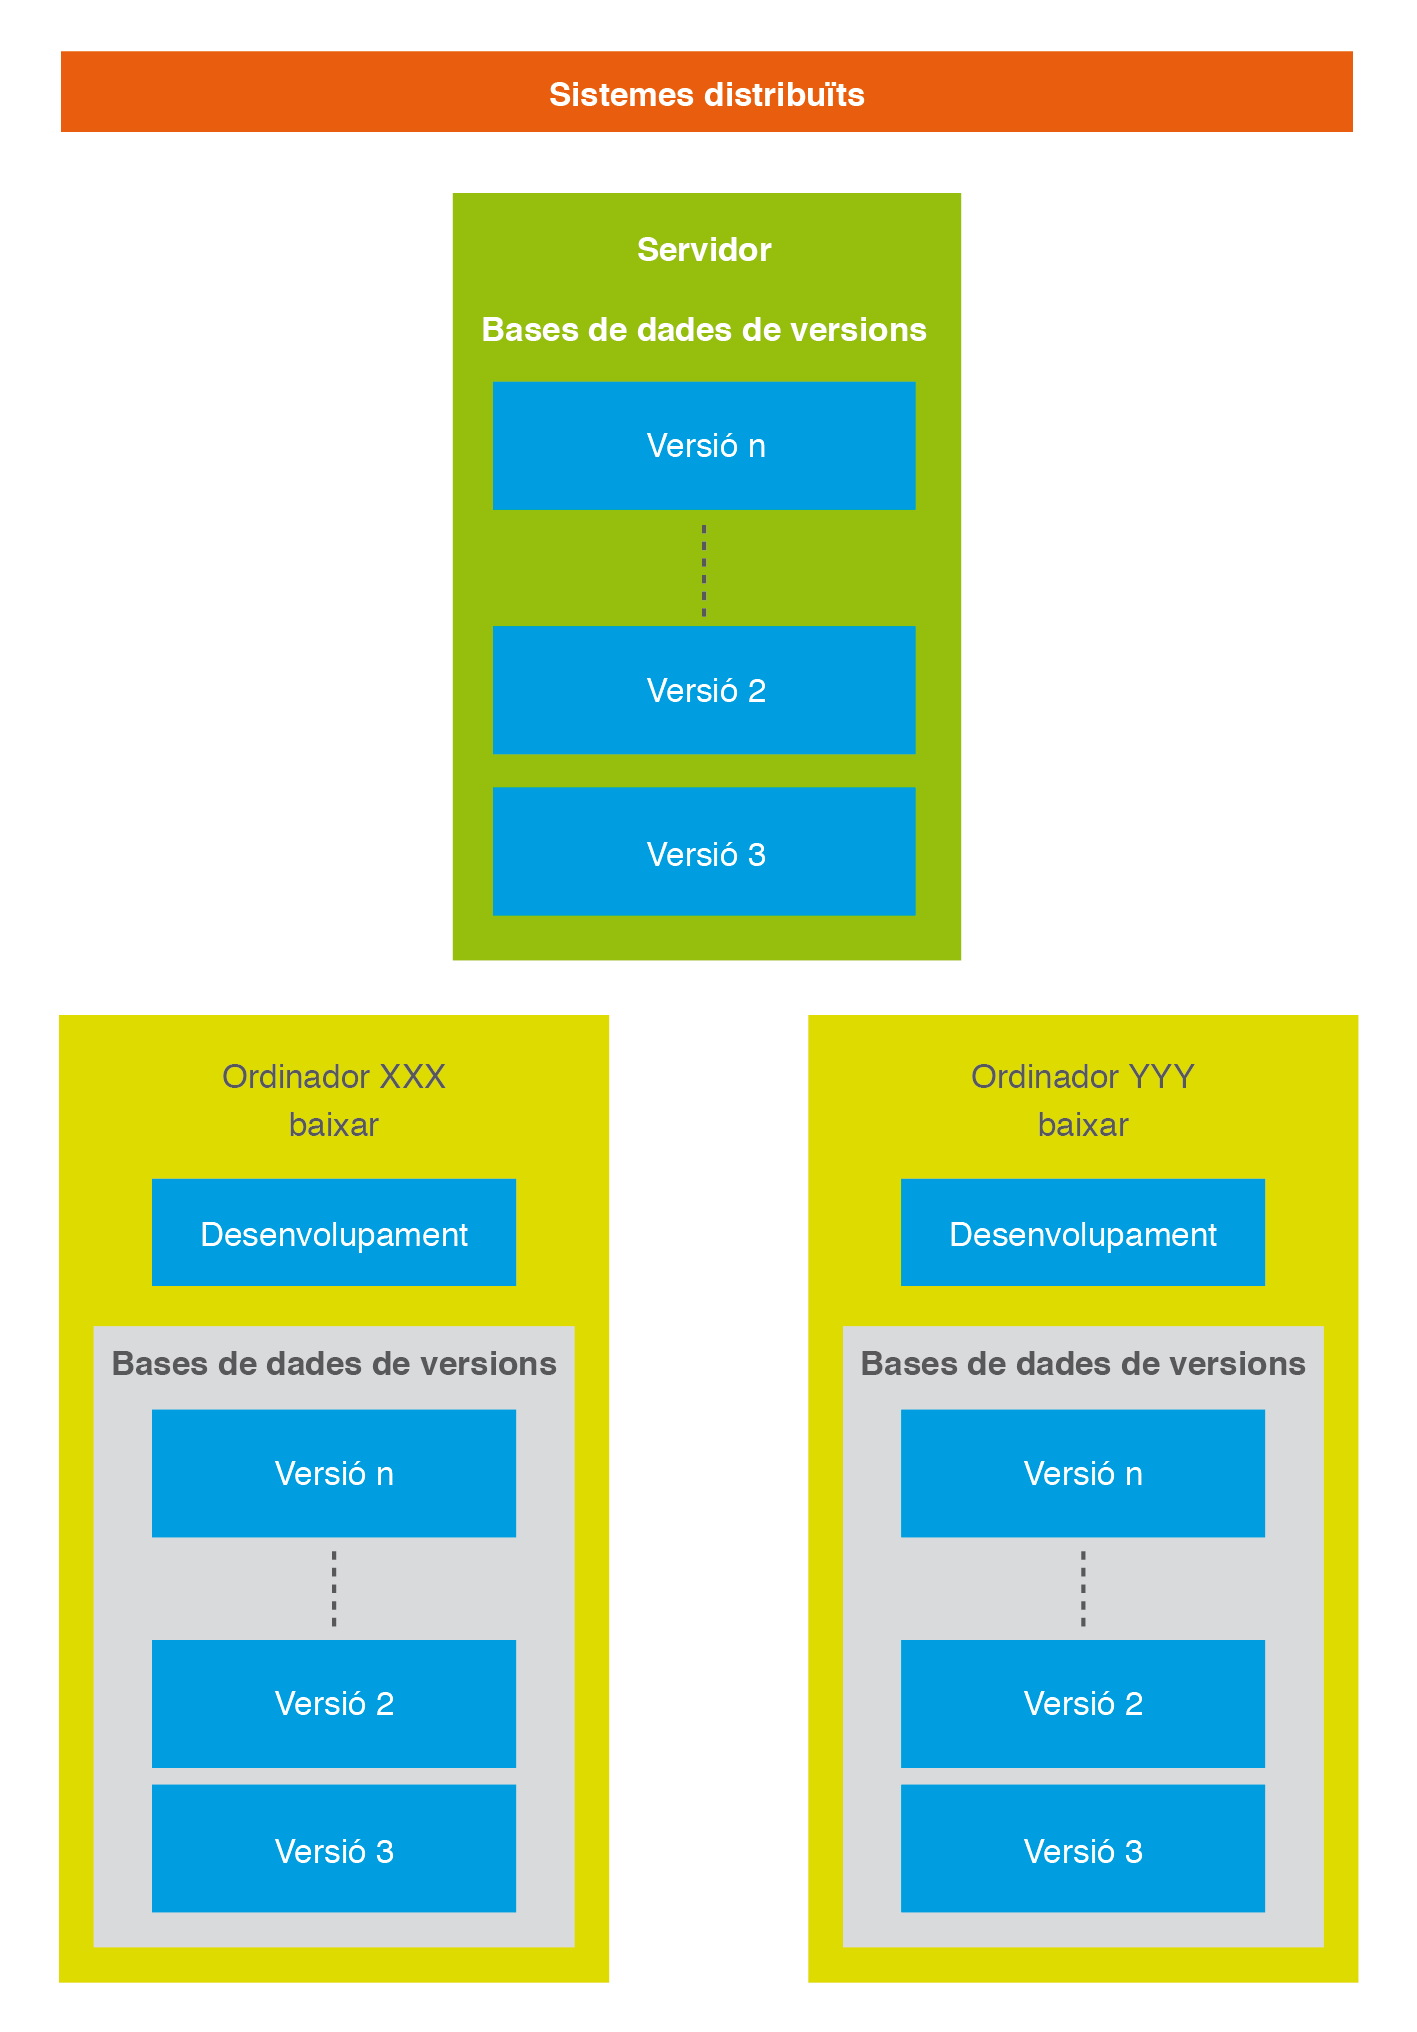 Sistemes distribuïts
Servidor
Bases de dades de versions
Versió n
Versió 2
Versió 3
Ordinador XXX
baixar
Desenvolupament
Bases de dades de versions
Versió n
Versió 2
Versió 3
Ordinador YYY
baixar
Desenvolupament
Bases de dades de versions
Versió n
Versió 2
Versió 3